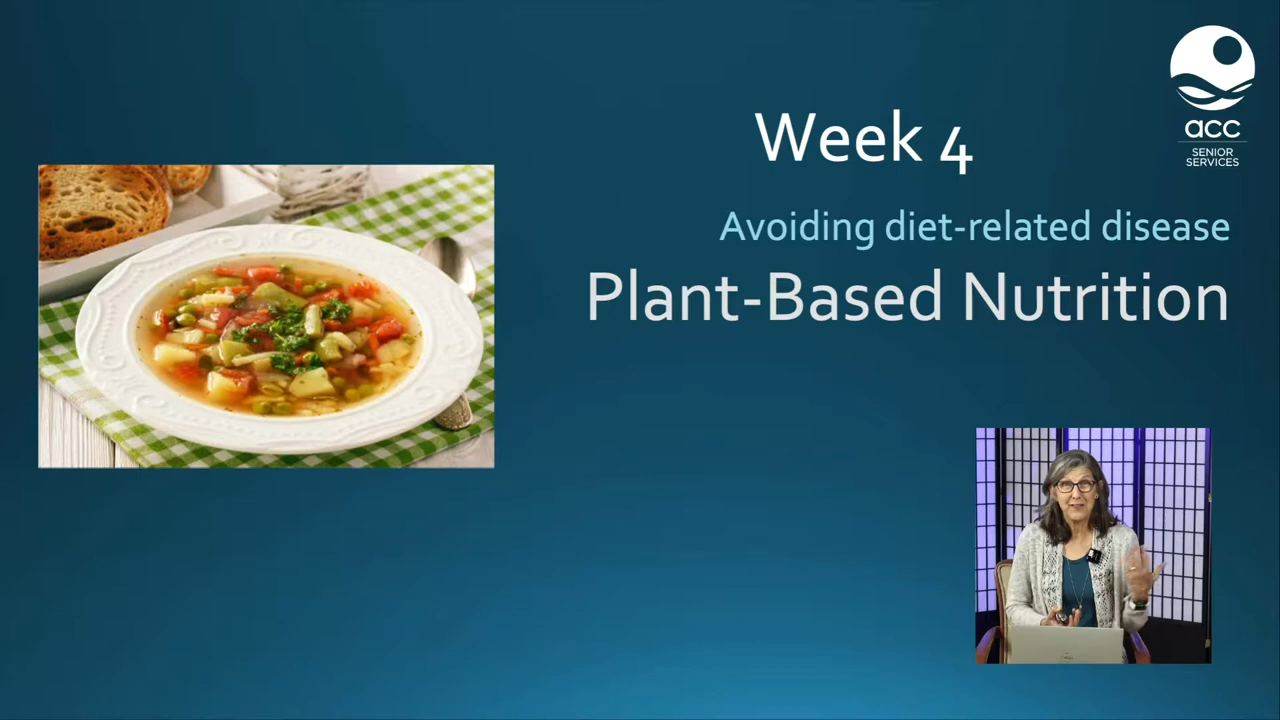 Week 4
acc
SENIOR
SERVICES
Avoiding diet-related disease
Plant-Based Nutrition